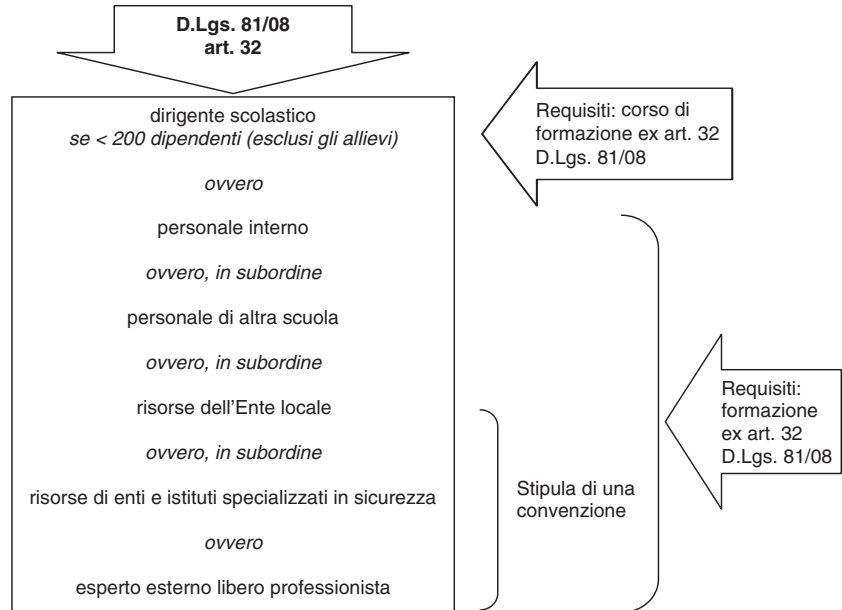 D.Lgs. 81/08
art. 32
dirigente scolastico
se < 200 dipendenti (esclusi gli allievi)
ovvero
personale interno
ovvero, in subordine
personale di altra scuola
ovvero, in subordine
risorse dell'Ente locale
ovvero, in subordine
risorse di enti e istituti specializzati in sicurezza
ovvero
esperto esterno libero professionista
Requisiti: corso di
formazione ex art. 32
D.Lgs. 81/08
Stipula di una
convenzione
Requisiti:
formazione
ex art. 32
D.Lgs. 81/08